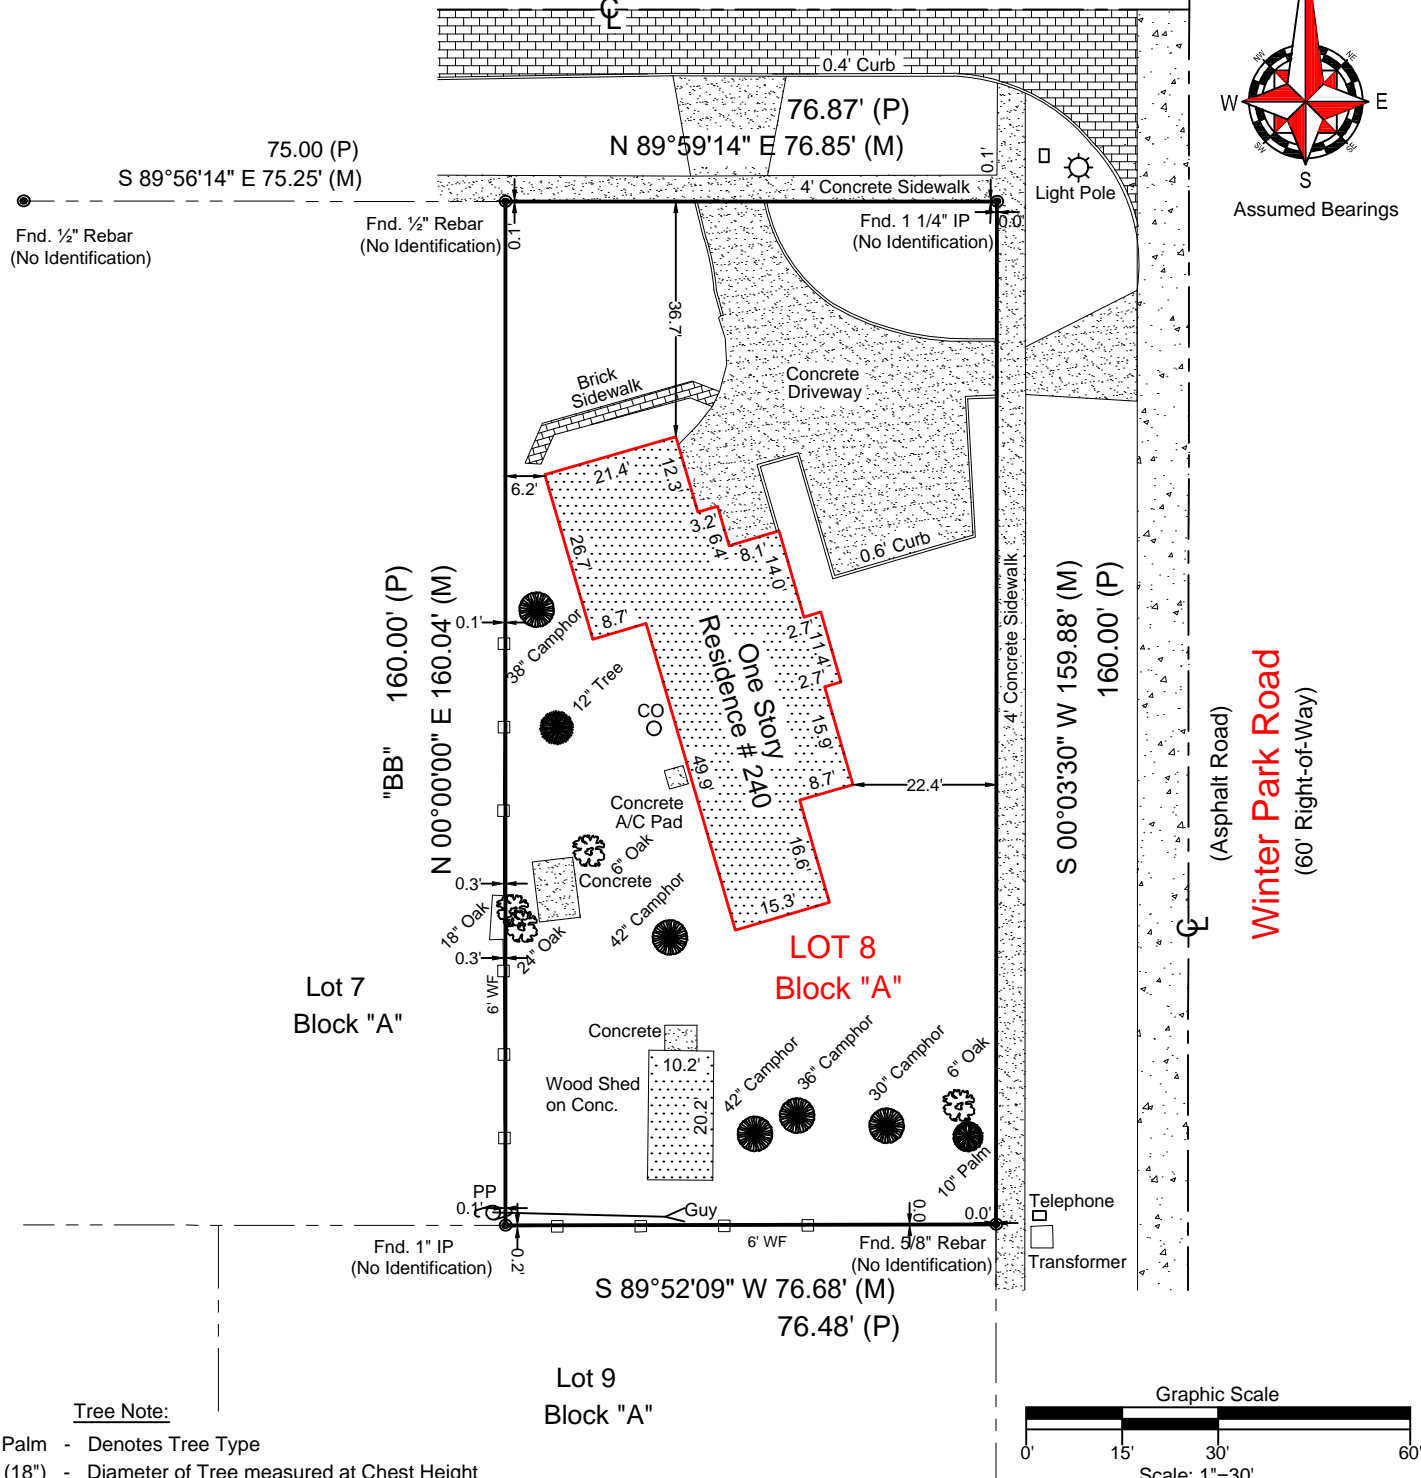 ℄
0.4' Curb
NW
NE
W
E
SW
SE
S
Assumed Bearings
76.87' (P)
N 89°59'14" E 76.85' (M)
75.00 (P)
S 89°56'14" E 75.25' (M)
0.1'
Light Pole
4' Concrete Sidewalk
Fnd. ½" Rebar
(No Identification)
Fnd. ½" Rebar
(No Identification)
0.1'
Fnd. 1 1/4" IP
(No Identification)
0.0'
36.7'
Brick
Sidewalk
Concrete
Driveway
6.2'
21.4'
12.3'
3.2'
6.4'
8.1'
14.0'
0.6' Curb
26.7'
8.7'
2.7'
11.4'
2.7'
15.9'
8.7'
22.4'
49.9'
16.6'
15.3'
One Story
Residence # 240
"BB"
160.00' (P)
N 00°00'00" E 160.04' (M)
0.1'
38" Camphor
12" Tree
CO
Concrete
A/C Pad
6" Oak
Concrete
0.3'
18" Oak
24" Oak
0.3'
42" Camphor
6' WF
4' Concrete Sidewalk
S 00°03'30" W 159.88' (M)
160.00' (P)
(Asphalt Road)
Winter Park Road
(60' Right-of-Way)
℄
LOT 8
Block "A"
Lot 7
Block "A"
Concrete
10.2'
Wood Shed
on Conc.
20.2'
42" Camphor
36" Camphor
30" Camphor
6" Oak
10" Palm
PP
0.1'
Guy
0.0'
0.0'
Telephone
Transformer
Fnd. 1" IP
(No Identification)
0.2'
6' WF
Fnd. 5/8" Rebar
(No Identification)
S 89°52'09" W 76.68' (M)
76.48' (P)
Lot 9
Block "A"
Tree Note:
Palm - Denotes Tree Type
(18") - Diameter of Tree measured at Chest Height
Graphic Scale
0' 15' 30' 60'
Scale: 1"=30'